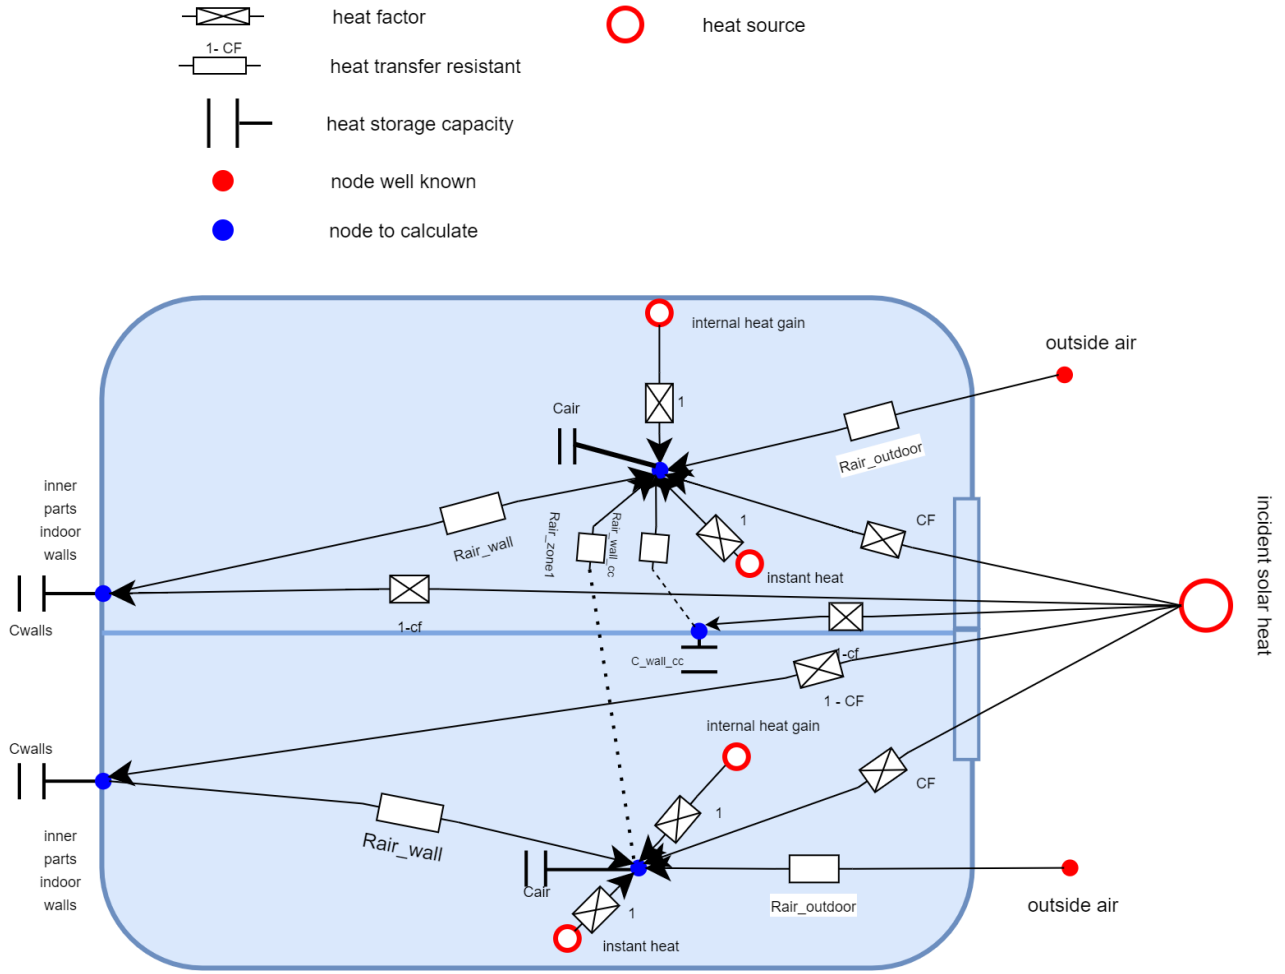 heat factor
heat source
1- CF
heat transfer resistant
heat storage capacity
node well known
node to calculate
internal heat gain
outside air
1
Cair
Rair_outdoor
inner
parts
indoor
walls
Rair_wall
Rair_zone1
Rair_wall_cc
1
CF
instant heat
incident solar heat
Cwalls
1-cf
C_wall_cc
-cf
1 - CF
internal heat gain
Cwalls
CF
1
inner
parts
indoor
walls
Rair_wall
Cair
1
Rair_outdoor
outside air
instant heat